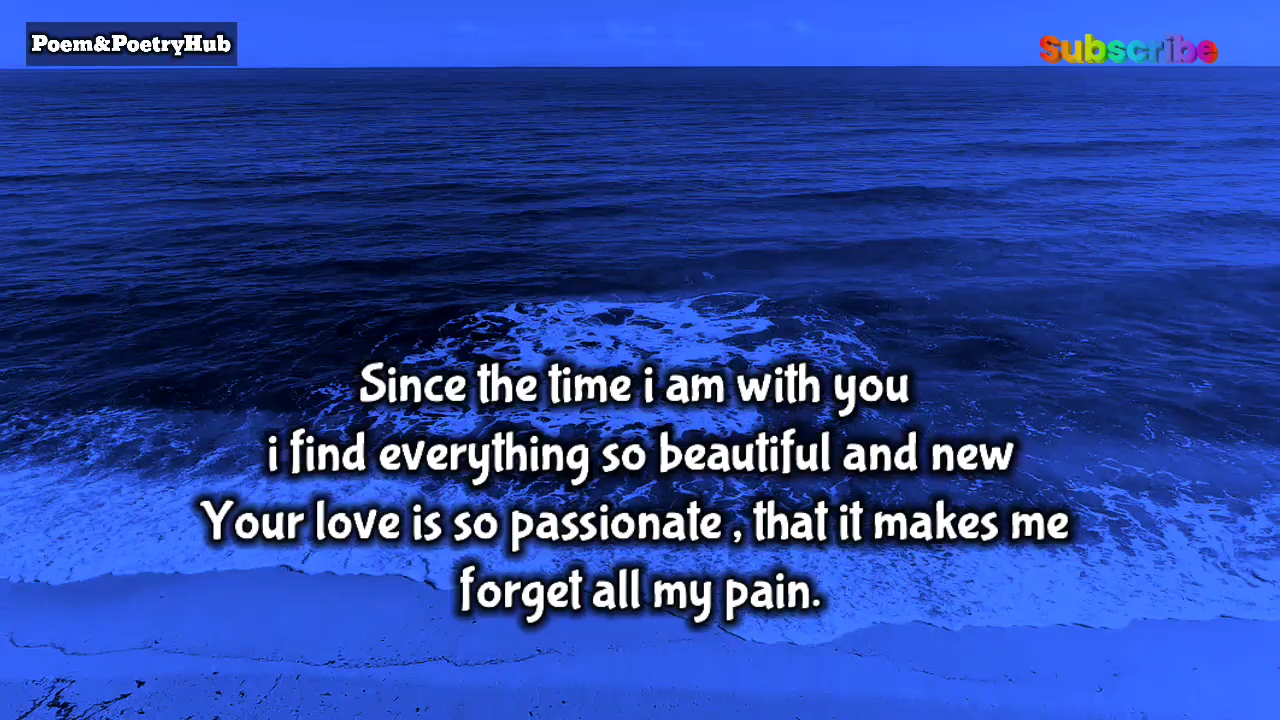 Poem&PoetryHub
Subscribe
Since the time i am with you
i find everything so beautiful and new
Your love is so passionate , that it makes me
forget all my pain.